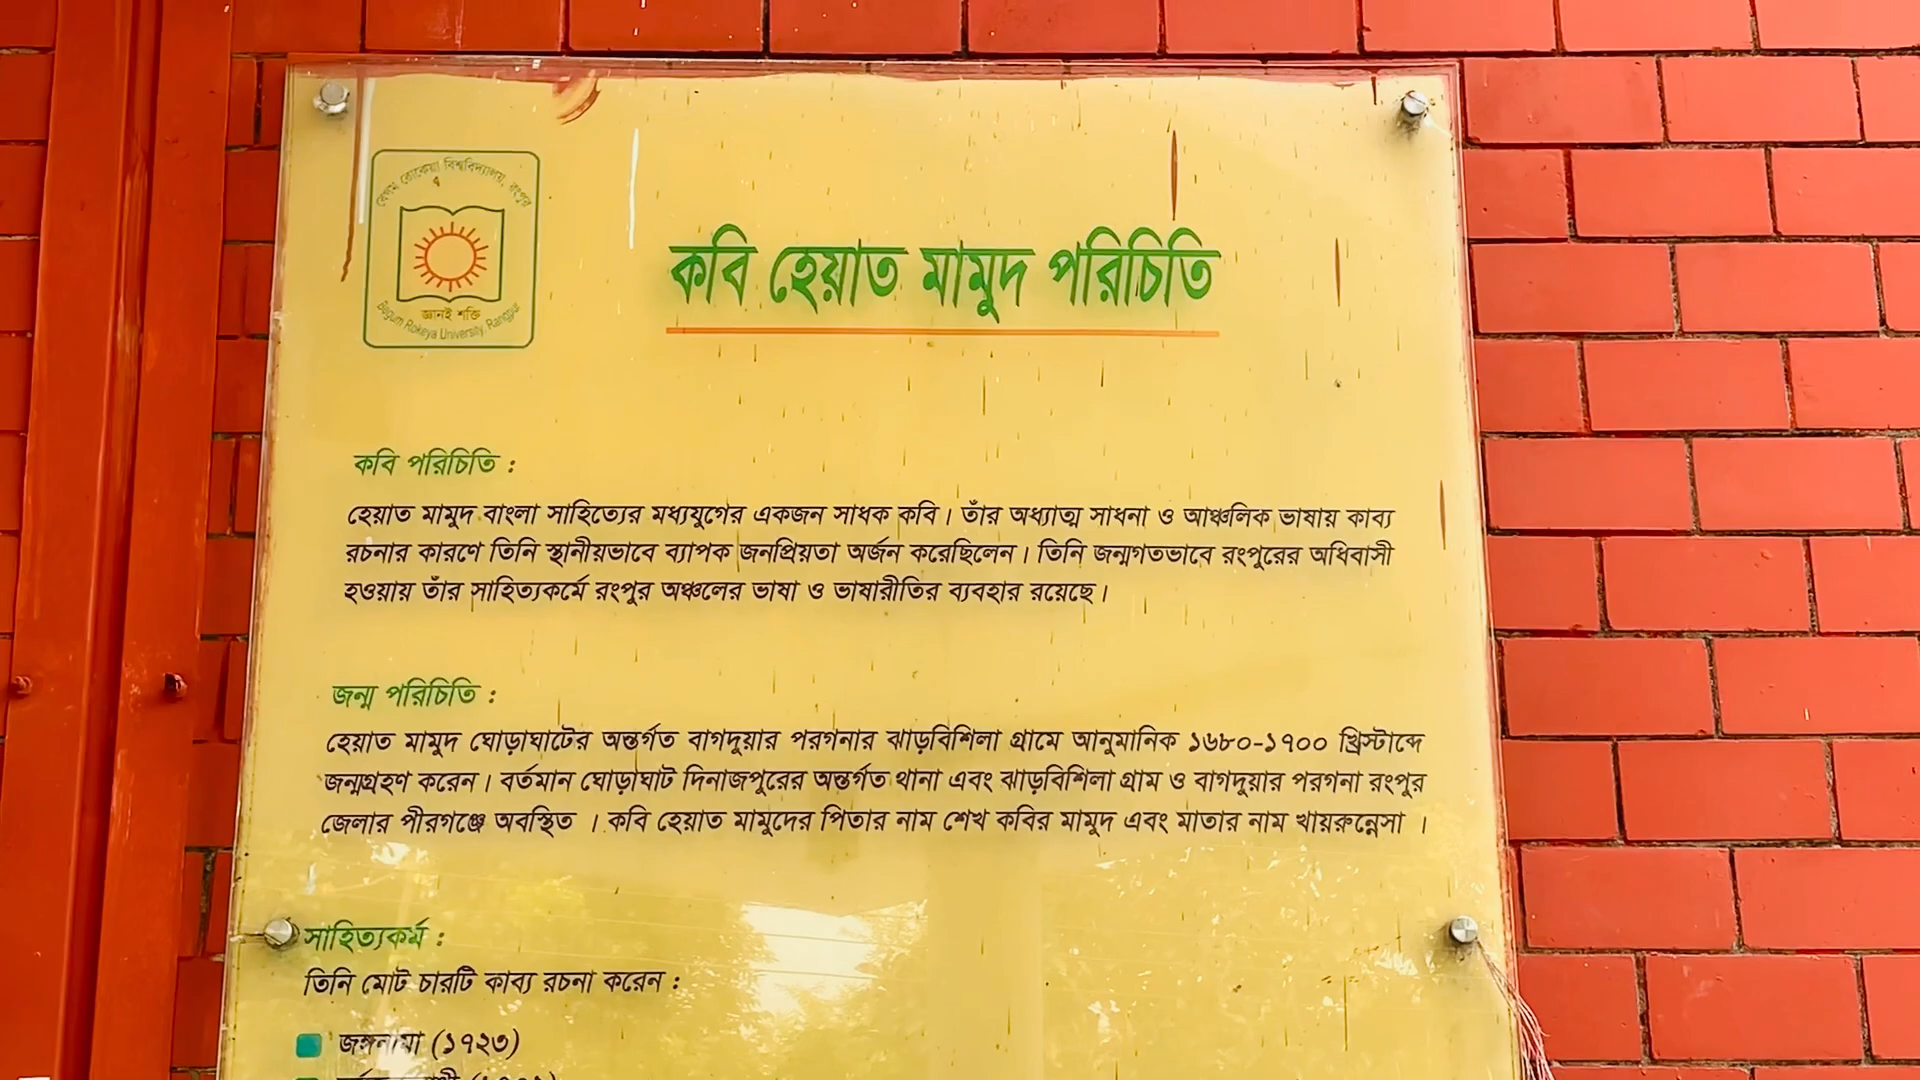 বেগম রোকেয়া বিশ্ববিদ্যালয়, রংপুর
জ্ঞানই শক্তি
Begum Rokeya University, Rangpur
কবি হেয়াত মামুদ পরিচিতি
কবি পরিচিতি :
হেয়াত মামুদ বাংলা সাহিত্যের মধ্যযুগের একজন সাধক কবি। তাঁর অধ্যাত্ম সাধনা ও আঞ্চলিক ভাষায় কাব্য
রচনার কারণে তিনি স্থানীয়ভাবে ব্যাপক জনপ্রিয়তা অর্জন করেছিলেন। তিনি জন্মগতভাবে রংপুরের অধিবাসী
হওয়ায় তাঁর সাহিত্যকর্মে রংপুর অঞ্চলের ভাষা ও ভাষারীতির ব্যবহার রয়েছে।
জন্ম পরিচিতি :
হেয়াত মামুদ ঘোড়াঘাটের অন্তর্গত বাগদুয়ার পরগনার ঝাড়বিশিলা গ্রামে আনুমানিক ১৬৮০-১৭০০ খ্রিস্টাব্দে
জন্মগ্রহণ করেন। বর্তমান ঘোড়াঘাট দিনাজপুরের অন্তর্গত থানা এবং ঝাড়বিশিলা গ্রাম ও বাগদুয়ার পরগনা রংপুর
জেলার পীরগঞ্জে অবস্থিত । কবি হেয়াত মামুদের পিতার নাম শেখ কবির মামুদ এবং মাতার নাম খায়রুন্নেসা ।
সাহিত্যকর্ম :
তিনি মোট চারটি কাব্য রচনা করেন :
জঙ্গনামা (১৭২৩)